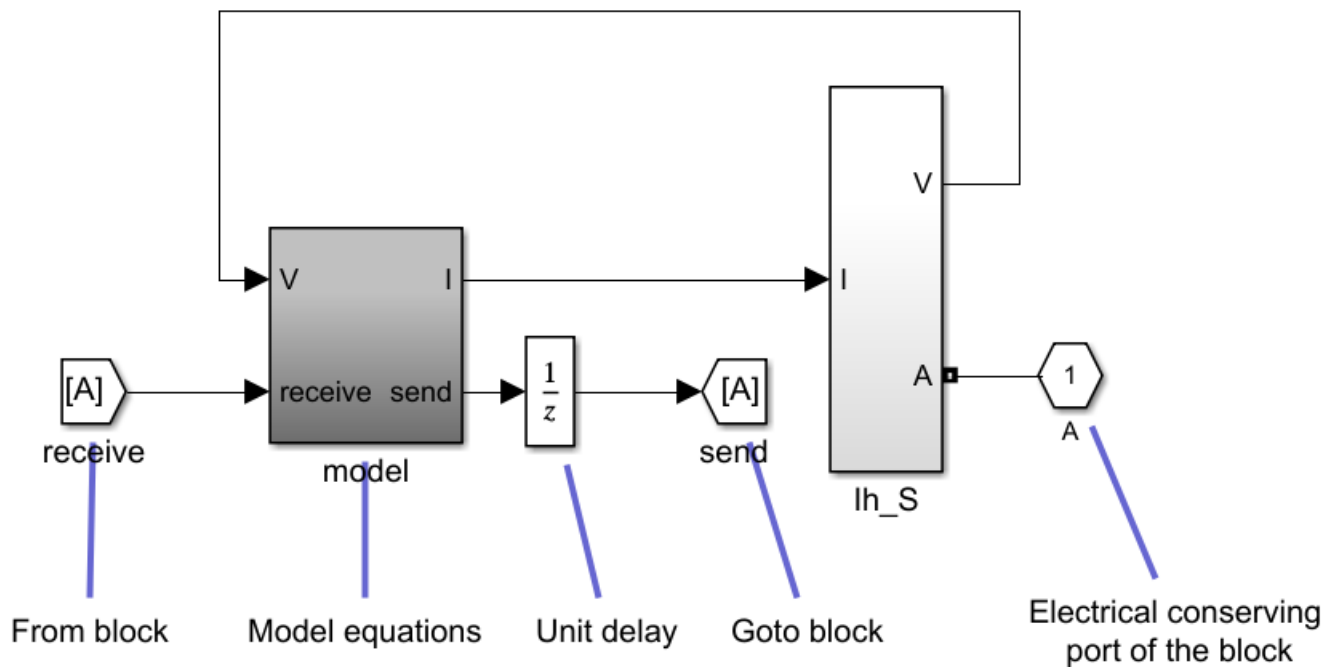 V
V
I
I
[A]
receive
send
1
z
[A]
A
1
receive
send
A
model
Ih_S
From block
Model equations
Unit delay
Goto block
Electrical conserving
port of the block